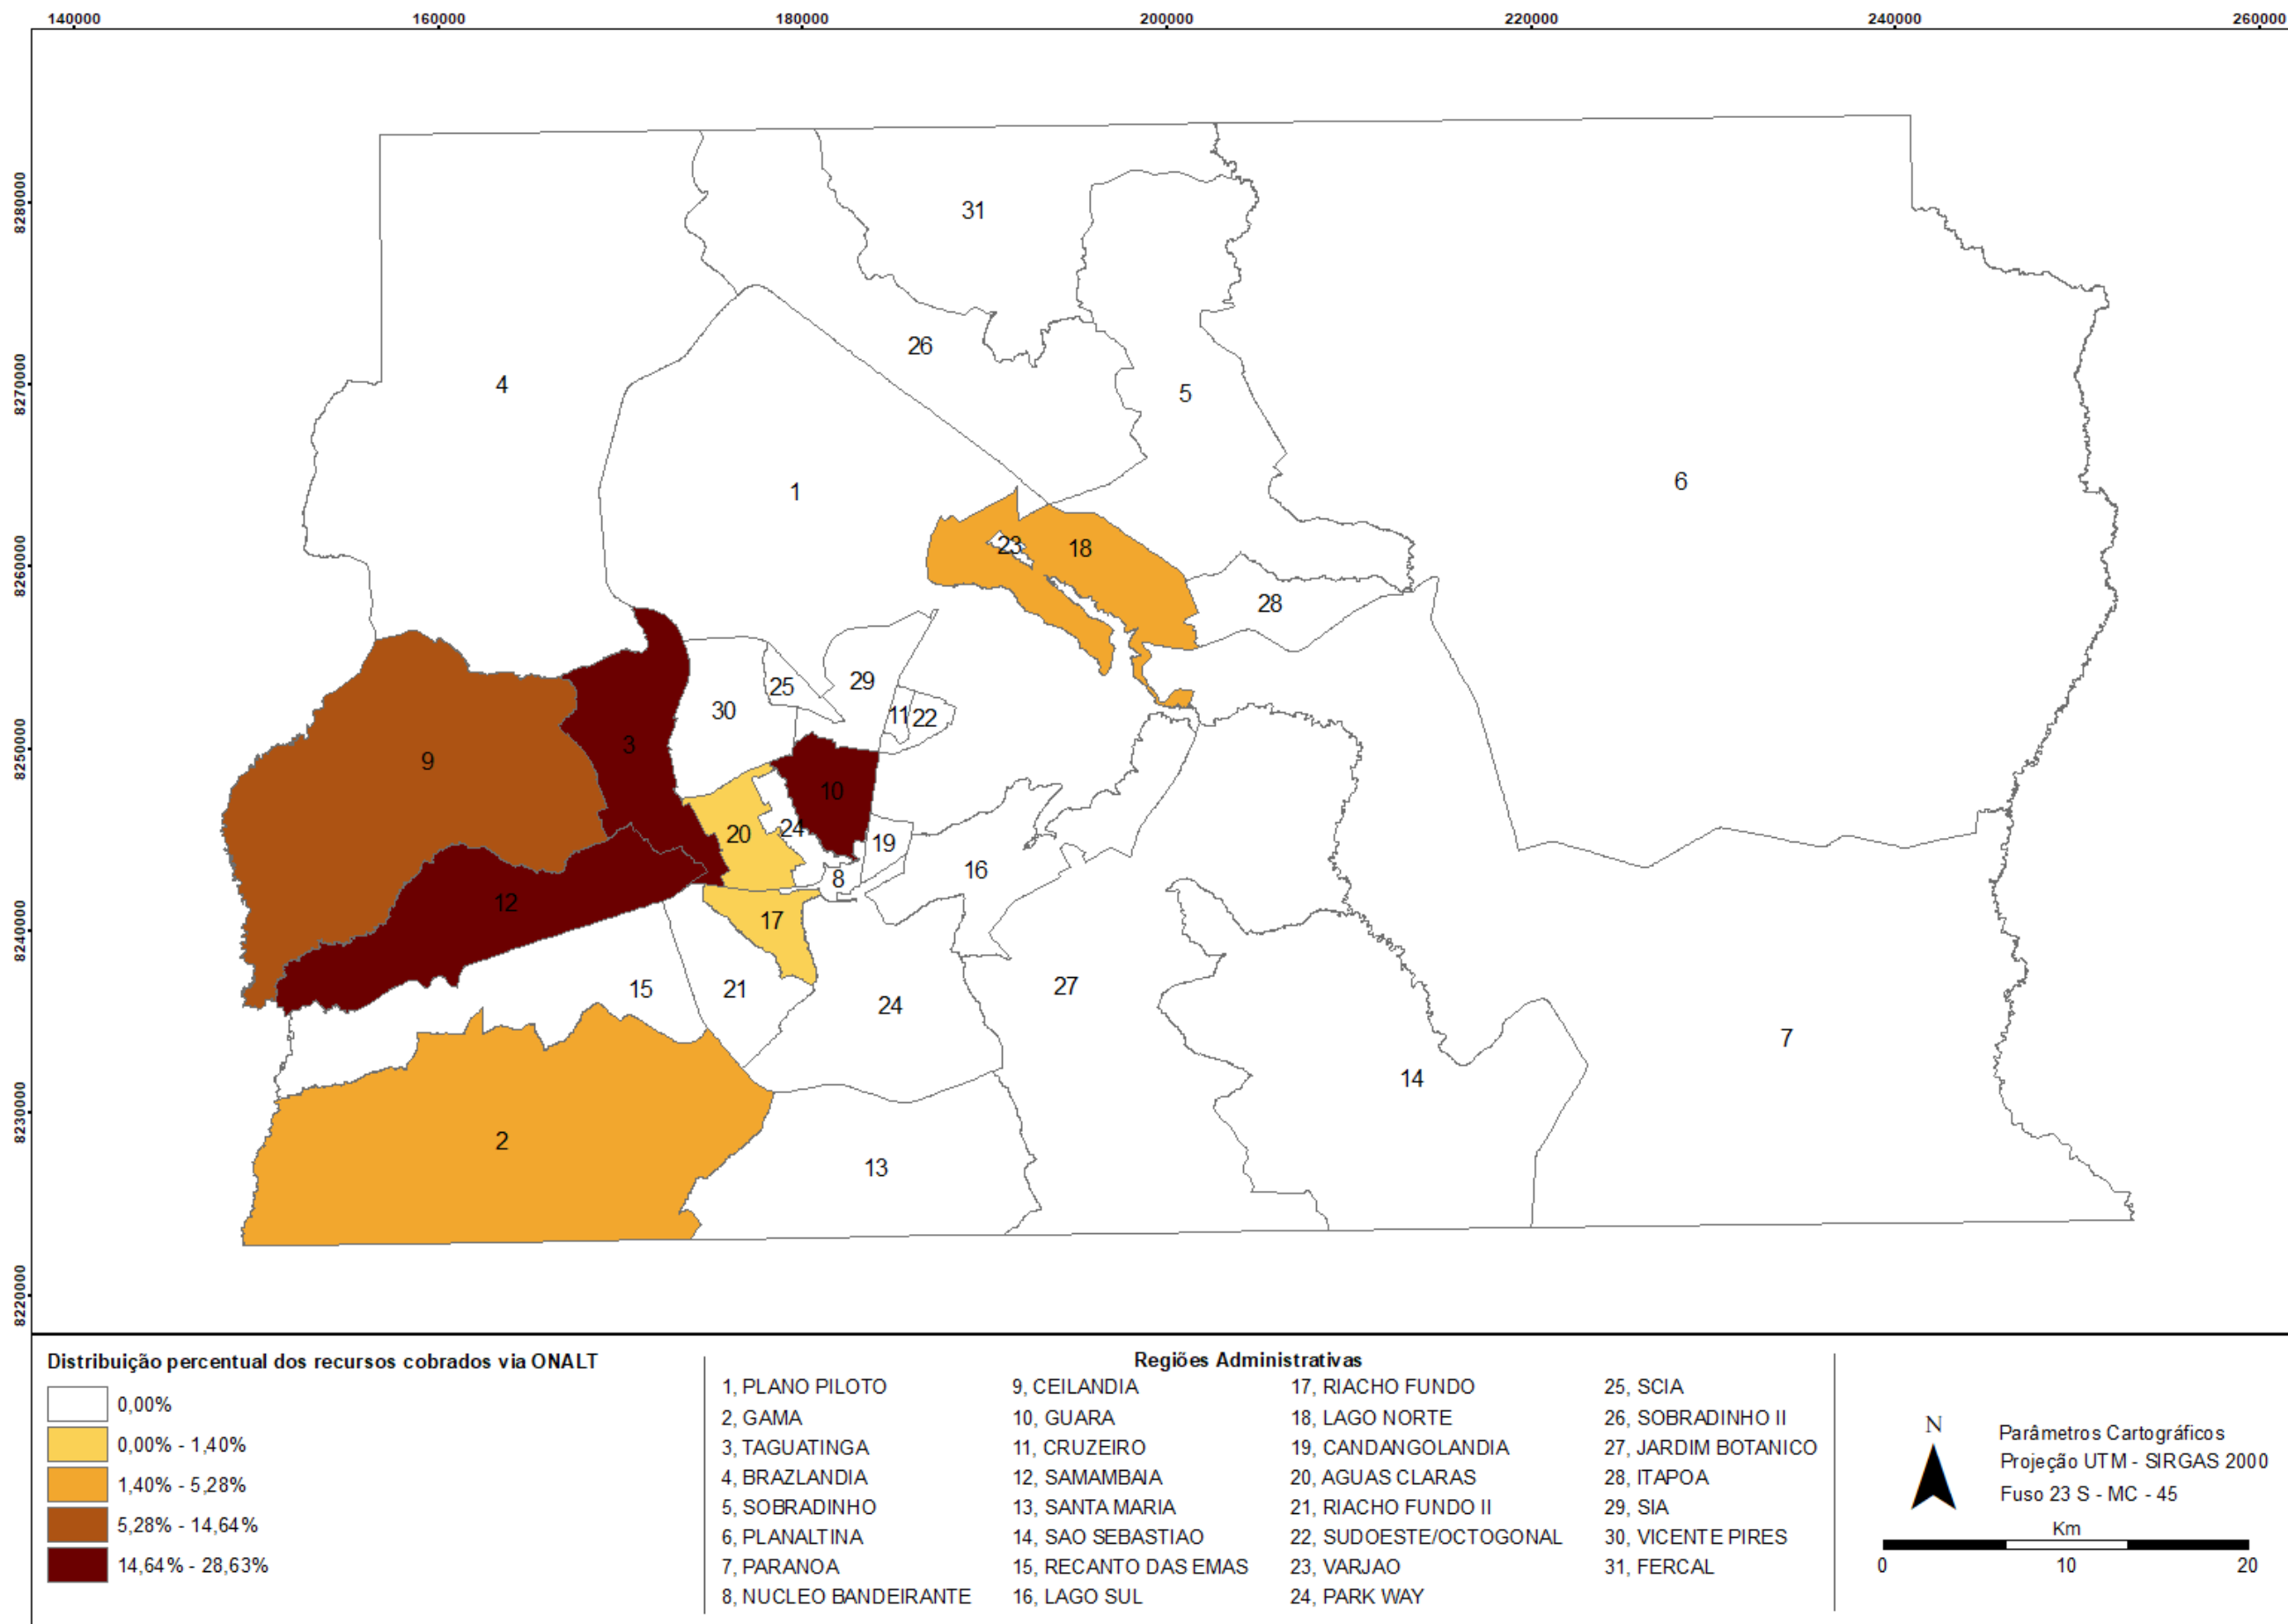 140000 160000 180000 200000 220000 240000 260000
8280000
8270000
8260000
8250000
8240000
8230000
8220000
31
26
4
5
6
1
23
18
28
25
29
30
11
22
3
9
10
20
24
19
16
8
12
17
15
21
24
27
7
14
2
13
Distribuição percentual dos recursos cobrados via ONALT
0,00%
0,00% - 1,40%
1,40% - 5,28%
5,28% - 14,64%
14,64% - 28,63%
Regiões Administrativas
1, PLANO PILOTO
2, GAMA
3, TAGUATINGA
4, BRAZLANDIA
5, SOBRADINHO
6, PLANALTINA
7, PARANOA
8, NUCLEO BANDEIRANTE
9, CEILANDIA
10, GUARA
11, CRUZEIRO
12, SAMAMBAIA
13, SANTA MARIA
14, SAO SEBASTIAO
15, RECANTO DAS EMAS
16, LAGO SUL
17, RIACHO FUNDO
18, LAGO NORTE
19, CANDANGOLANDIA
20, AGUAS CLARAS
21, RIACHO FUNDO II
22, SUDOESTE/OCTOGONAL
23, VARJAO
24, PARK WAY
25, SCIA
26, SOBRADINHO II
27, JARDIM BOTANICO
28, ITAPOA
29, SIA
30, VICENTE PIRES
31, FERCAL
N
Parâmetros Cartográficos
Projeção UTM - SIRGAS 2000
Fuso 23 S - MC - 45
Km
0 10 20